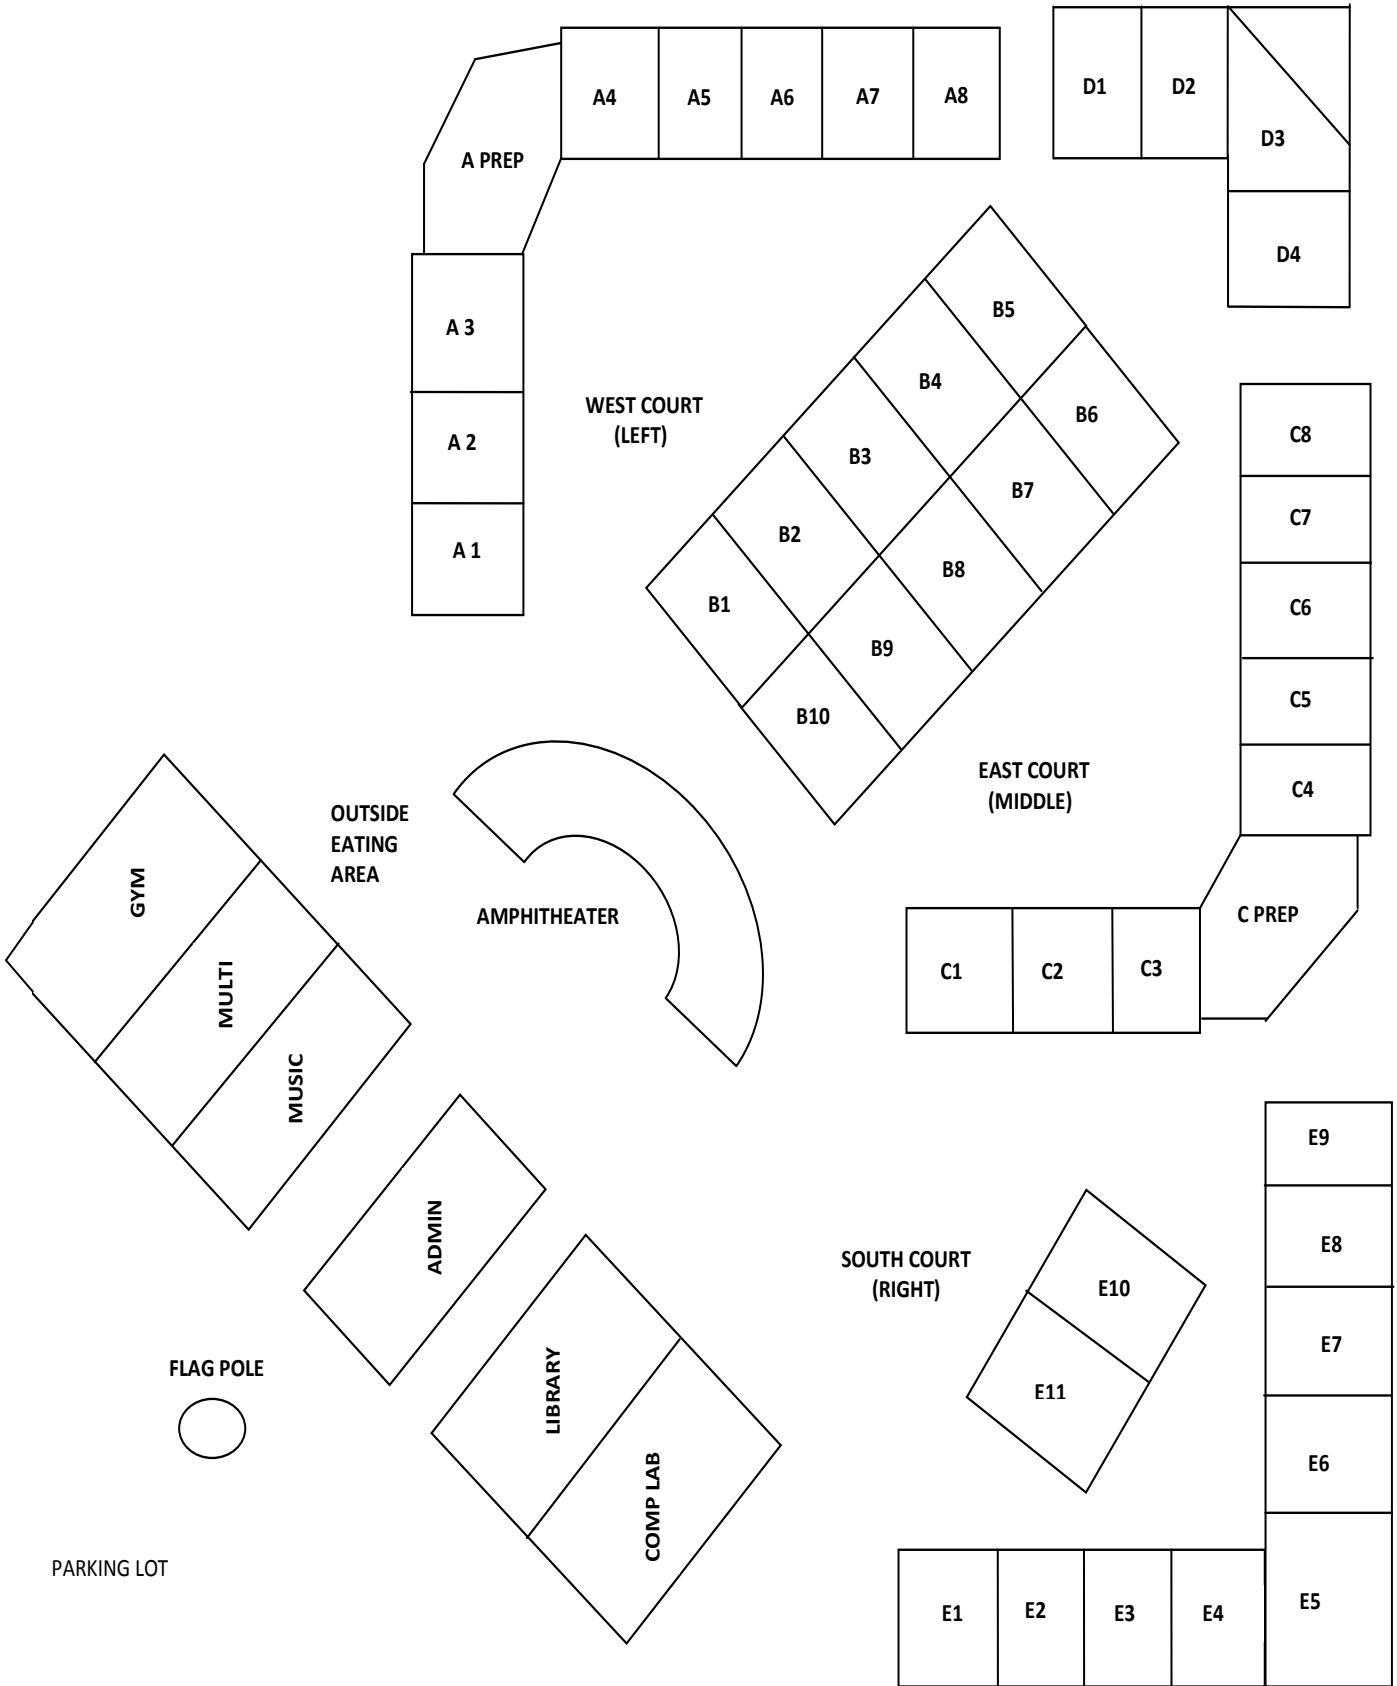 A4 A5 A6 A7 A8
D1 D2
D3
A PREP
D4
A 3
A 2
A 1
WEST COURT
(LEFT)
B5
B4
B6
B3
B7
B2
B8
B1
B9
B10
C8
C7
C6
C5
C4
EAST COURT
(MIDDLE)
C PREP
C1 C2 C3
OUTSIDE
EATING
AREA
AMPHITHEATER
GYM
MULTI
MUSIC
ADMIN
LIBRARY
COMP LAB
FLAG POLE
PARKING LOT
SOUTH COURT
(RIGHT)
E9
E8
E10
E7
E11
E6
E5
E1 E2 E3 E4